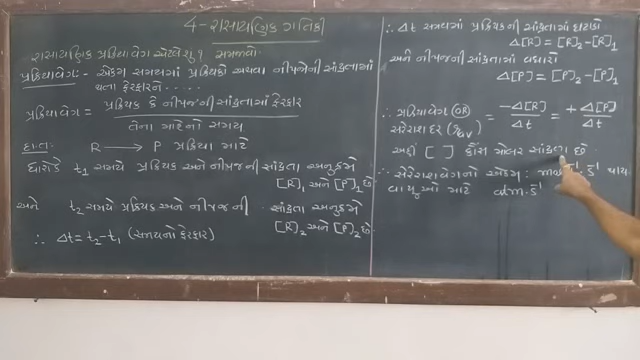 4-રાસાયણિક ગતિકી
રાસાયણિક પ્રક્રિયાવેગ એટલે શું? સમજાવો.
પ્રક્રિયાવેગ:- એકમ સમયમાં પ્રક્રિયકો અથવા નીપજોની સાંદ્રતામાં
થતા ફેરફારને.....
પ્રક્રિયાવેગ = પ્રક્રિયક કે નીપજની સાંદ્રતામાં ફેરફાર
તેના માટેનો સમય
R → P પ્રક્રિયા માટે
ધારોકે t₁ સમયે પ્રક્રિયક અને નીપજની સાંદ્રતા અનુક્રમે
[R]₁ અને [P]₁ છે
અને t₂ સમયે પ્રક્રિયક અને નીપજની સાંદ્રતા અનુક્રમે
[R]₂ અને [P]₂ છે.
∴ Δt = t₂-t₁ (સમયનો ફેરફાર)
∴ Δt સમયમાં પ્રક્રિયકની સાંદ્રતામાં ઘટાડો
Δ[R] = [R]₂-[R]₁
અને નીપજની સાંદ્રતામાં વધારો
Δ[P] = [P]₂-[P]₁
∴ પ્રક્રિયાવેગ (OR) સરેરાશ દર = -Δ[R]/Δt = +Δ[P]/Δt
અહીં [ ] કૌંસ મોલર સાંદ્રતા છે
∴ સરેરાશવેગનો એકમ: s⁻¹
વાયુઓ માટે atm.s⁻¹